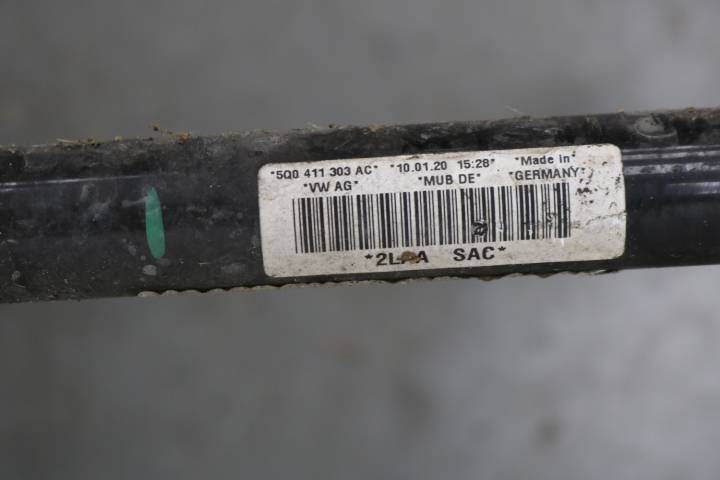 *5Q0 411 303 AC* *10.01.20 15:28* *Made in*
*VW AG* *MUB DE* *GERMANY*
SAC*